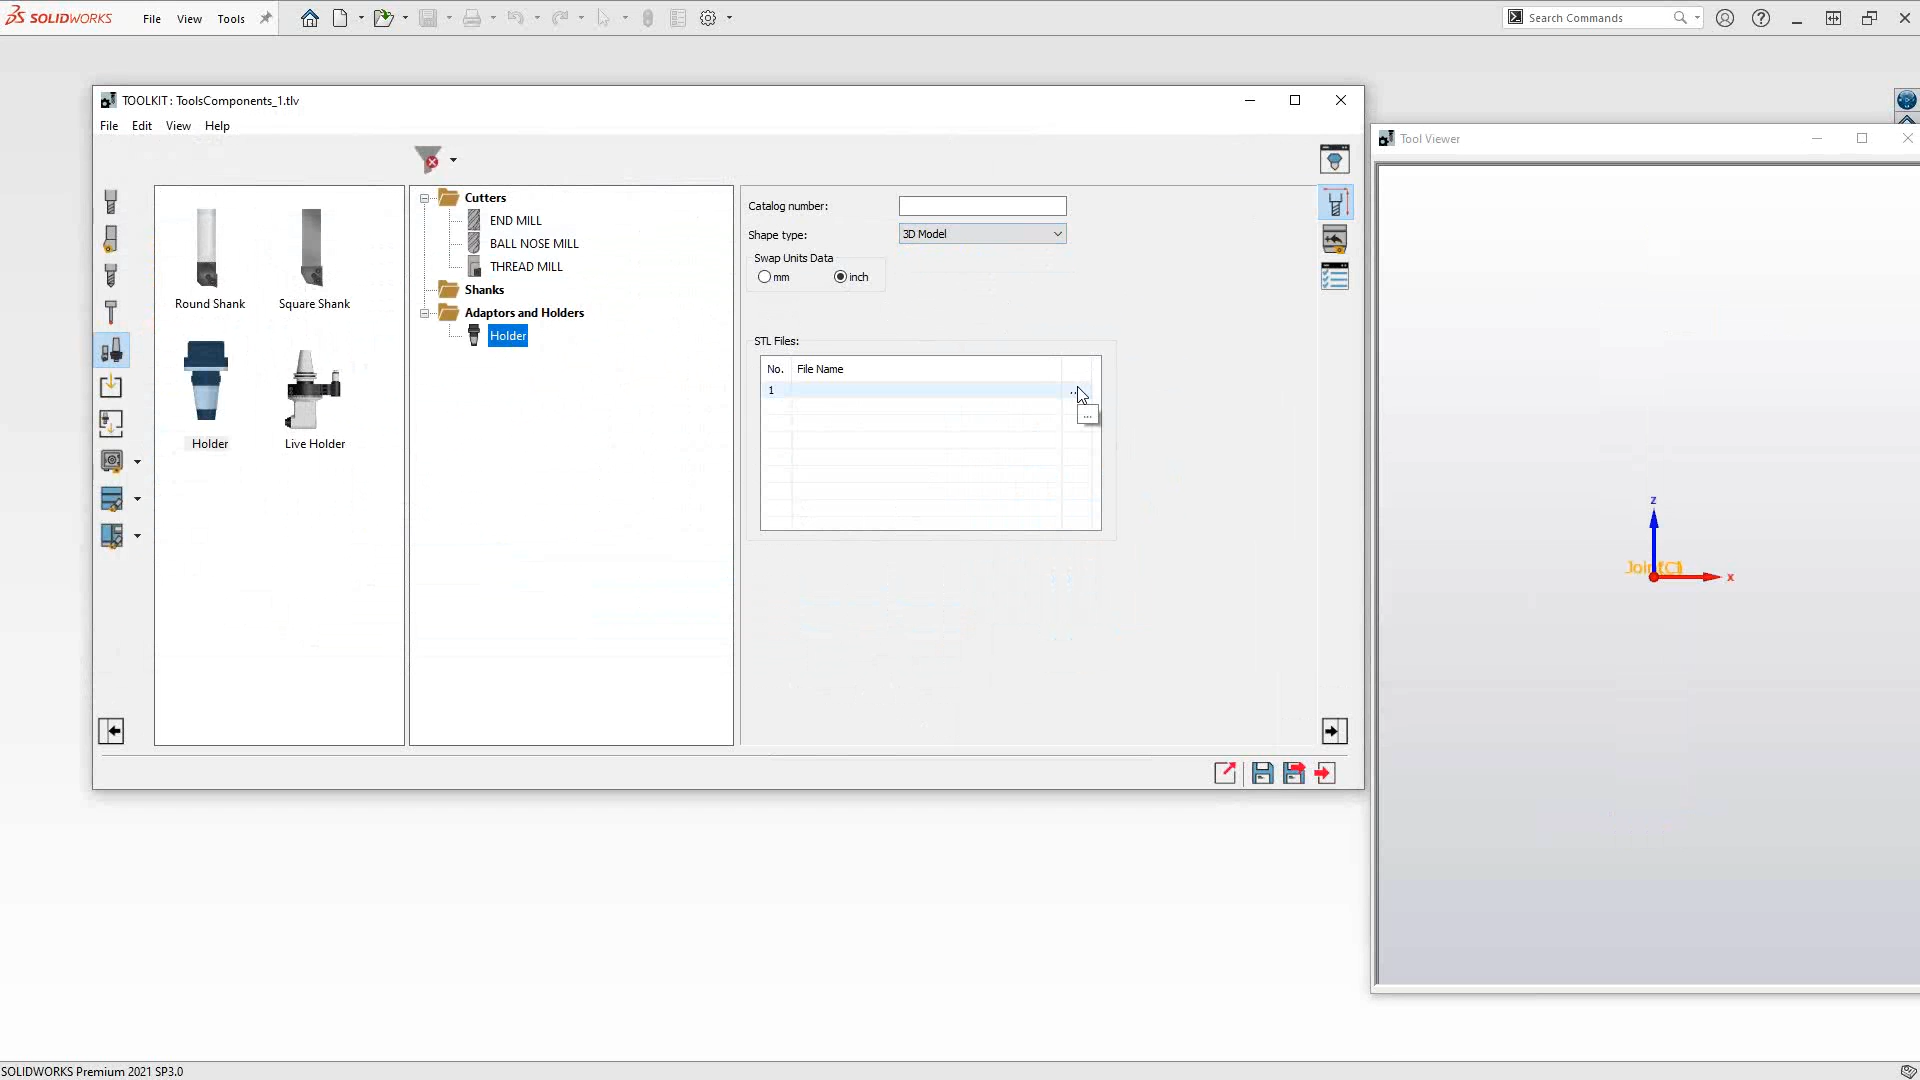 SOLIDWORKS
File View Tools
Search Commands
TOOLKIT : ToolsComponents_1.tlv
File Edit View Help
Tool Viewer
Round Shank
Square Shank
Holder
Live Holder
Cutters
END MILL
BALL NOSE MILL
THREAD MILL
Shanks
Adaptors and Holders
Holder
Catalog number:
Shape type:
3D Model
Swap Units Data
mm
inch
STL Files:
No. File Name
1
...
z
x
SOLIDWORKS Premium 2021 SP3.0